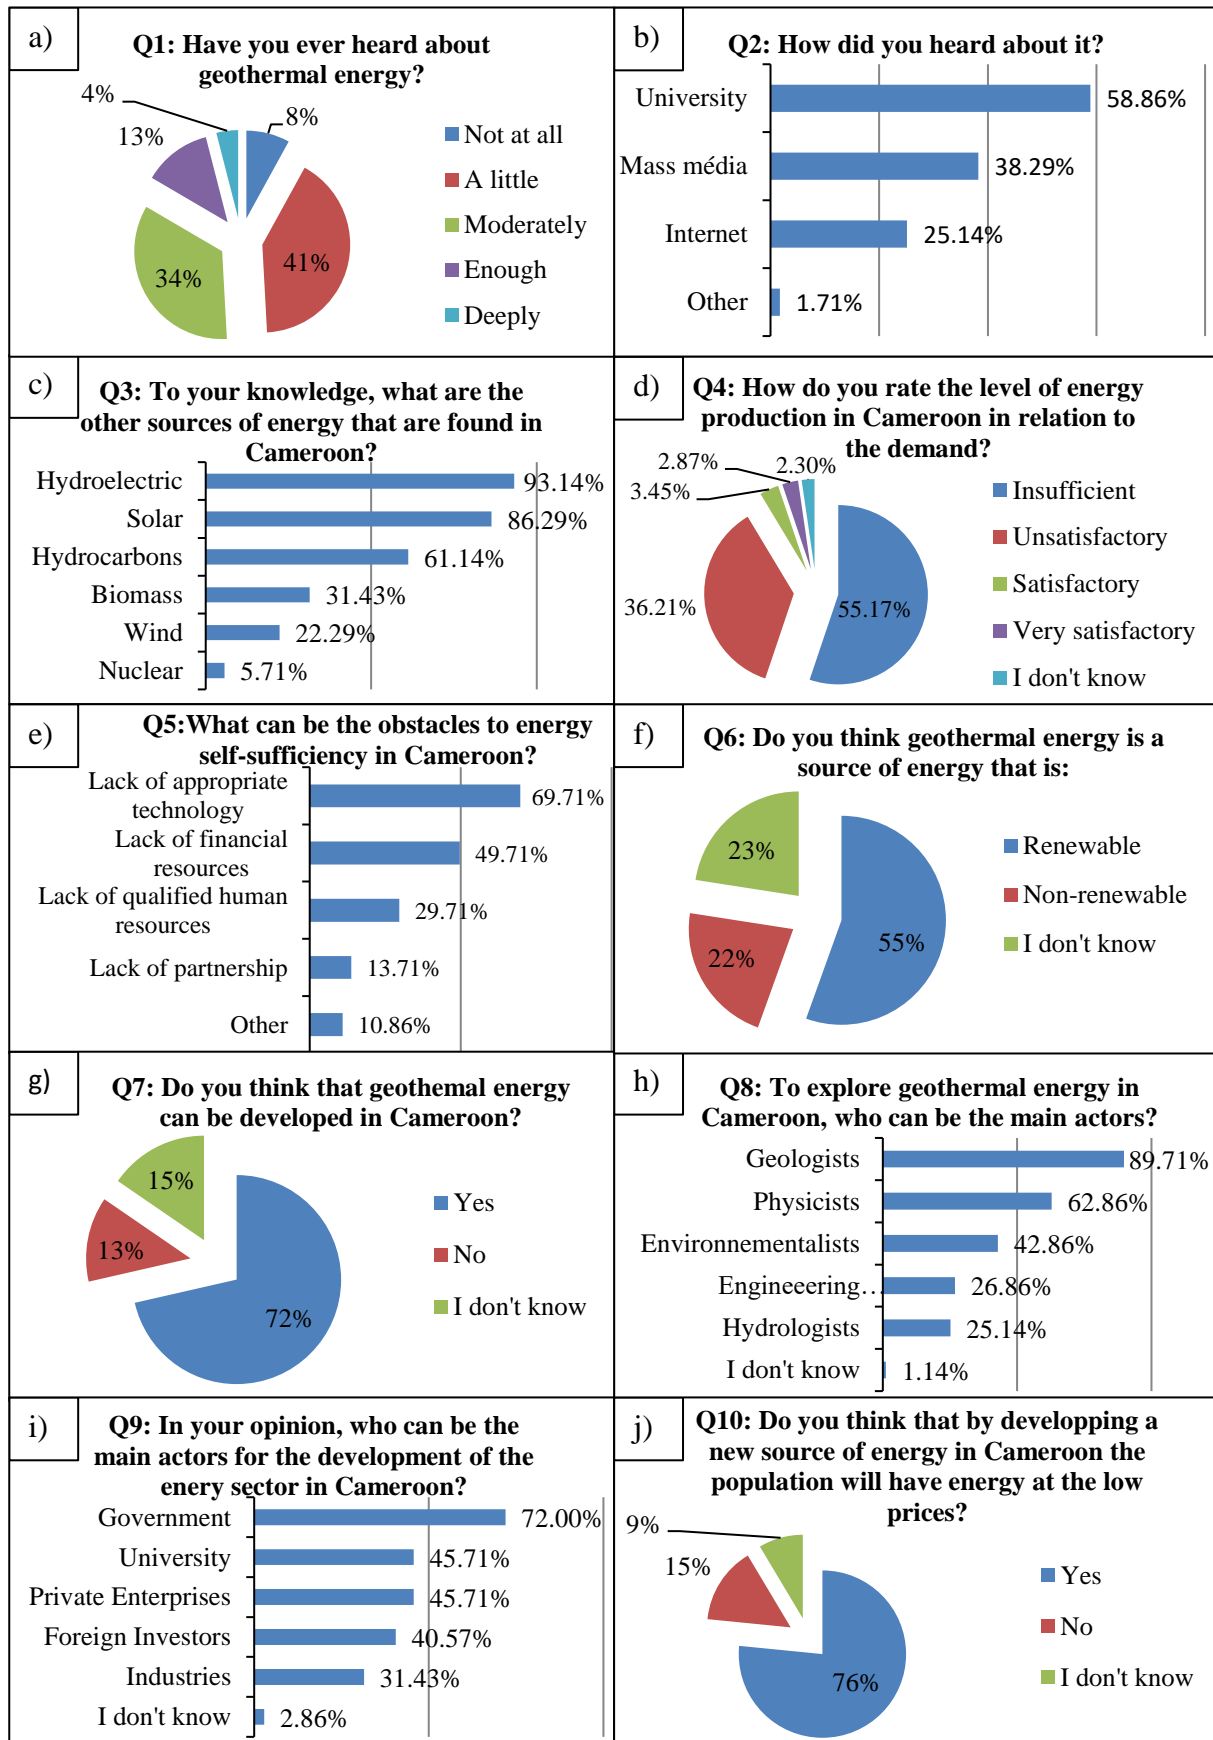 a)
Q1: Have you ever heard about
geothermal energy?
4%
8%
13%
41%
34%
Not at all
A little
Moderately
Enough
Deeply
b)
Q2: How did you heard about it?
University
58.86%
Mass média
38.29%
Internet
25.14%
Other
1.71%
c)
Q3: To your knowledge, what are the
other sources of energy that are found in
Cameroon?
Hydroelectric
93.14%
Solar
86.29%
Hydrocarbons
61.14%
Biomass
31.43%
Wind
22.29%
Nuclear
5.71%
d)
Q4: How do you rate the level of energy
production in Cameroon in relation to
the demand?
2.87%
2.30%
3.45%
36.21%
55.17%
Insufficient
Unsatisfactory
Satisfactory
Very satisfactory
I don't know
e)
Q5:What can be the obstacles to energy
self-sufficiency in Cameroon?
Lack of appropriate
technology
69.71%
Lack of financial
resources
49.71%
Lack of qualified human
resources
29.71%
Lack of partnership
13.71%
Other
10.86%
f)
Q6: Do you think geothermal energy is a
source of energy that is:
23%
22%
55%
Renewable
Non-renewable
I don't know
g)
Q7: Do you think that geothemal energy
can be developed in Cameroon?
15%
13%
72%
Yes
No
I don't know
h)
Q8: To explore geothermal energy in
Cameroon, who can be the main actors?
Geologists
89.71%
Physicists
62.86%
Environnementalists
42.86%
Engineeering…
26.86%
Hydrologists
25.14%
I don't know
1.14%
i)
Q9: In your opinion, who can be the
main actors for the development of the
enery sector in Cameroon?
Government
72.00%
University
45.71%
Private Enterprises
45.71%
Foreign Investors
40.57%
Industries
31.43%
I don't know
2.86%
j)
Q10: Do you think that by developping a
new source of energy in Cameroon the
population will have energy at the low
prices?
9%
15%
76%
Yes
No
I don't know